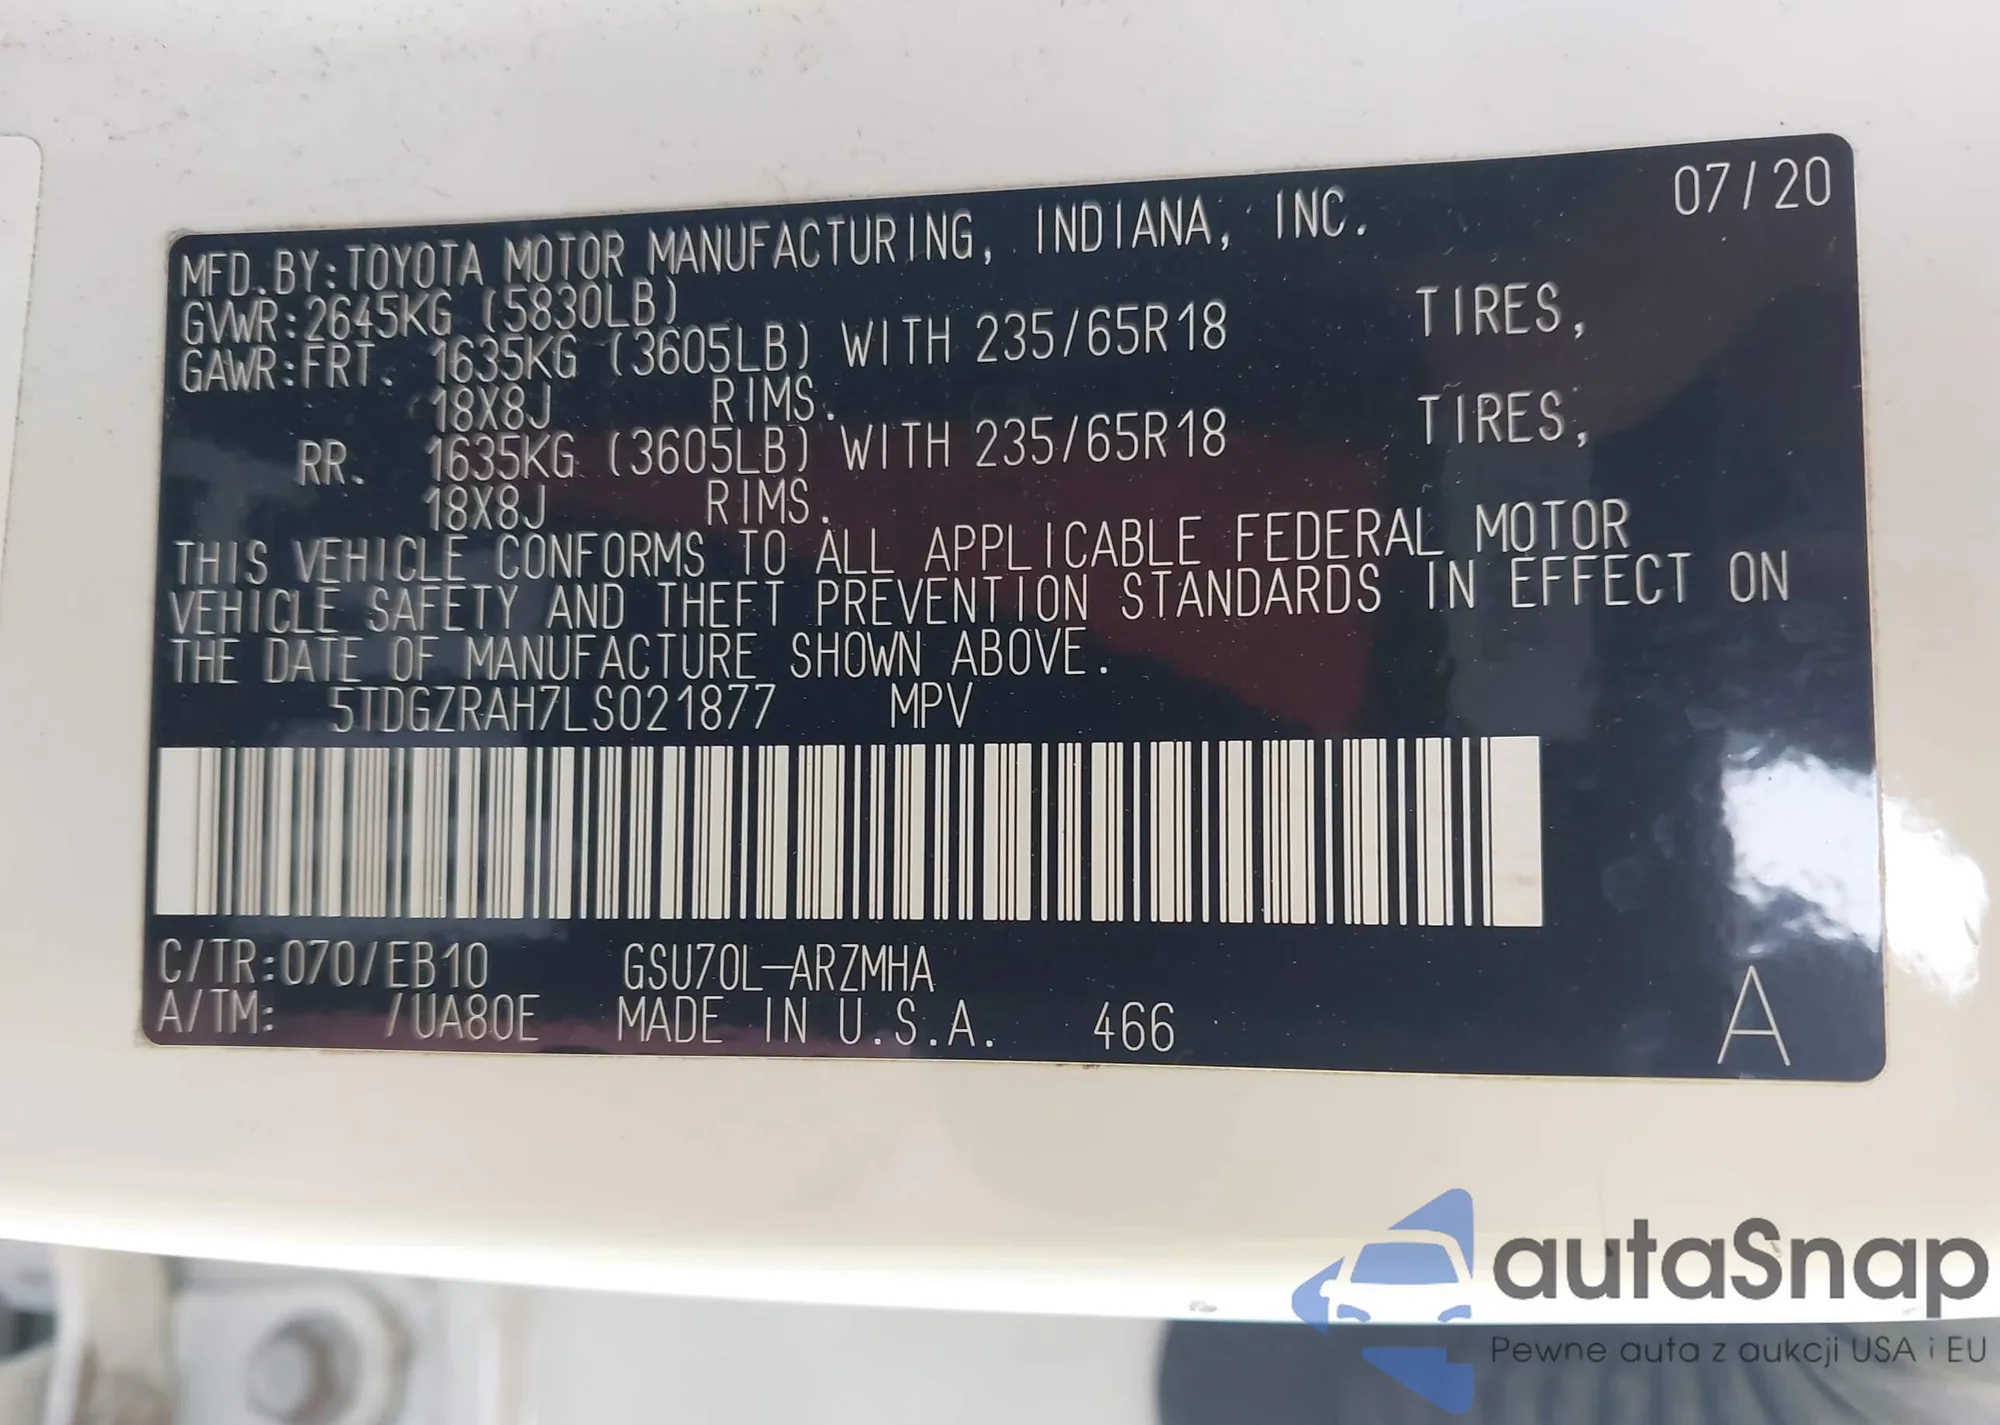 07/20
MFD.BY:TOYOTA MOTOR MANUFACTURING, INDIANA, INC.
GVWR:2645KG (5830LB)
GAWR:FRT. 1635KG (3605LB) WITH 235/65R18 TIRES,
18X8J RIMS.
RR. 1635KG (3605LB) WITH 235/65R18 TIRES,
18X8J RIMS.
THIS VEHICLE CONFORMS TO ALL APPLICABLE FEDERAL MOTOR
VEHICLE SAFETY AND THEFT PREVENTION STANDARDS IN EFFECT ON
THE DATE OF MANUFACTURE SHOWN ABOVE.
5TDGZRAH7LS021877 MPV
C/TR:070/EB10 GSU70L-ARZMHA
A/TM: /UA80E MADE IN U.S.A. 466 A
autaSnap
Pewne auta z aukcji USA i EU